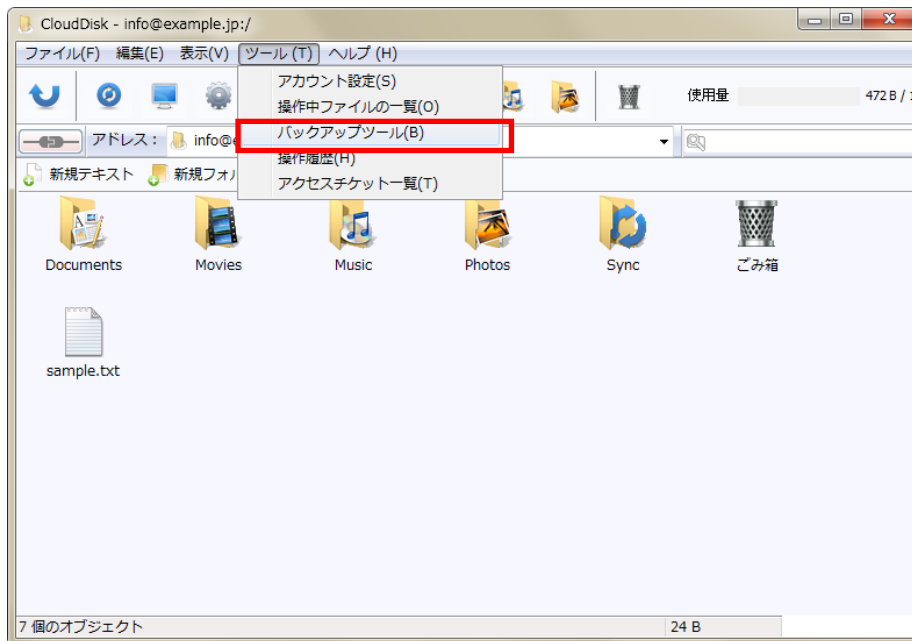 CloudDisk - info@example.jp:/
ファイル(F) 編集(E) 表示(V) ツール (T) ヘルプ (H)
アカウント設定(S)
操作中ファイルの一覧(O)
バックアップツール(B)
操作履歴(H)
アクセスチケット一覧(T)
使用量 472 B /
アドレス： info@
新規テキスト 新規フォル
Documents Movies Music Photos Sync ごみ箱
sample.txt
7 個のオブジェクト 24 B